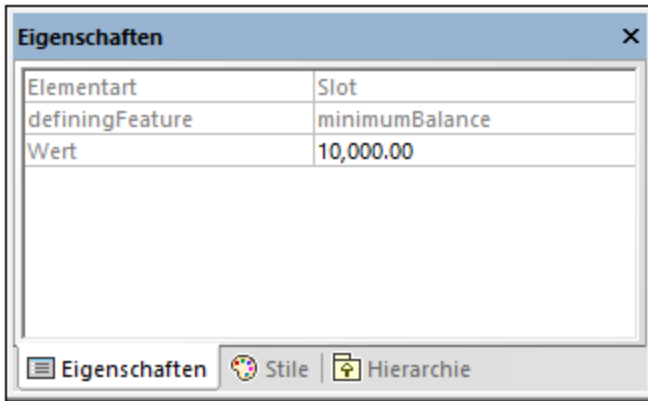 Eigenschaften
Elementart Slot
definingFeature minimumBalance
Wert 10,000.00
Eigenschaften Stile Hierarchie